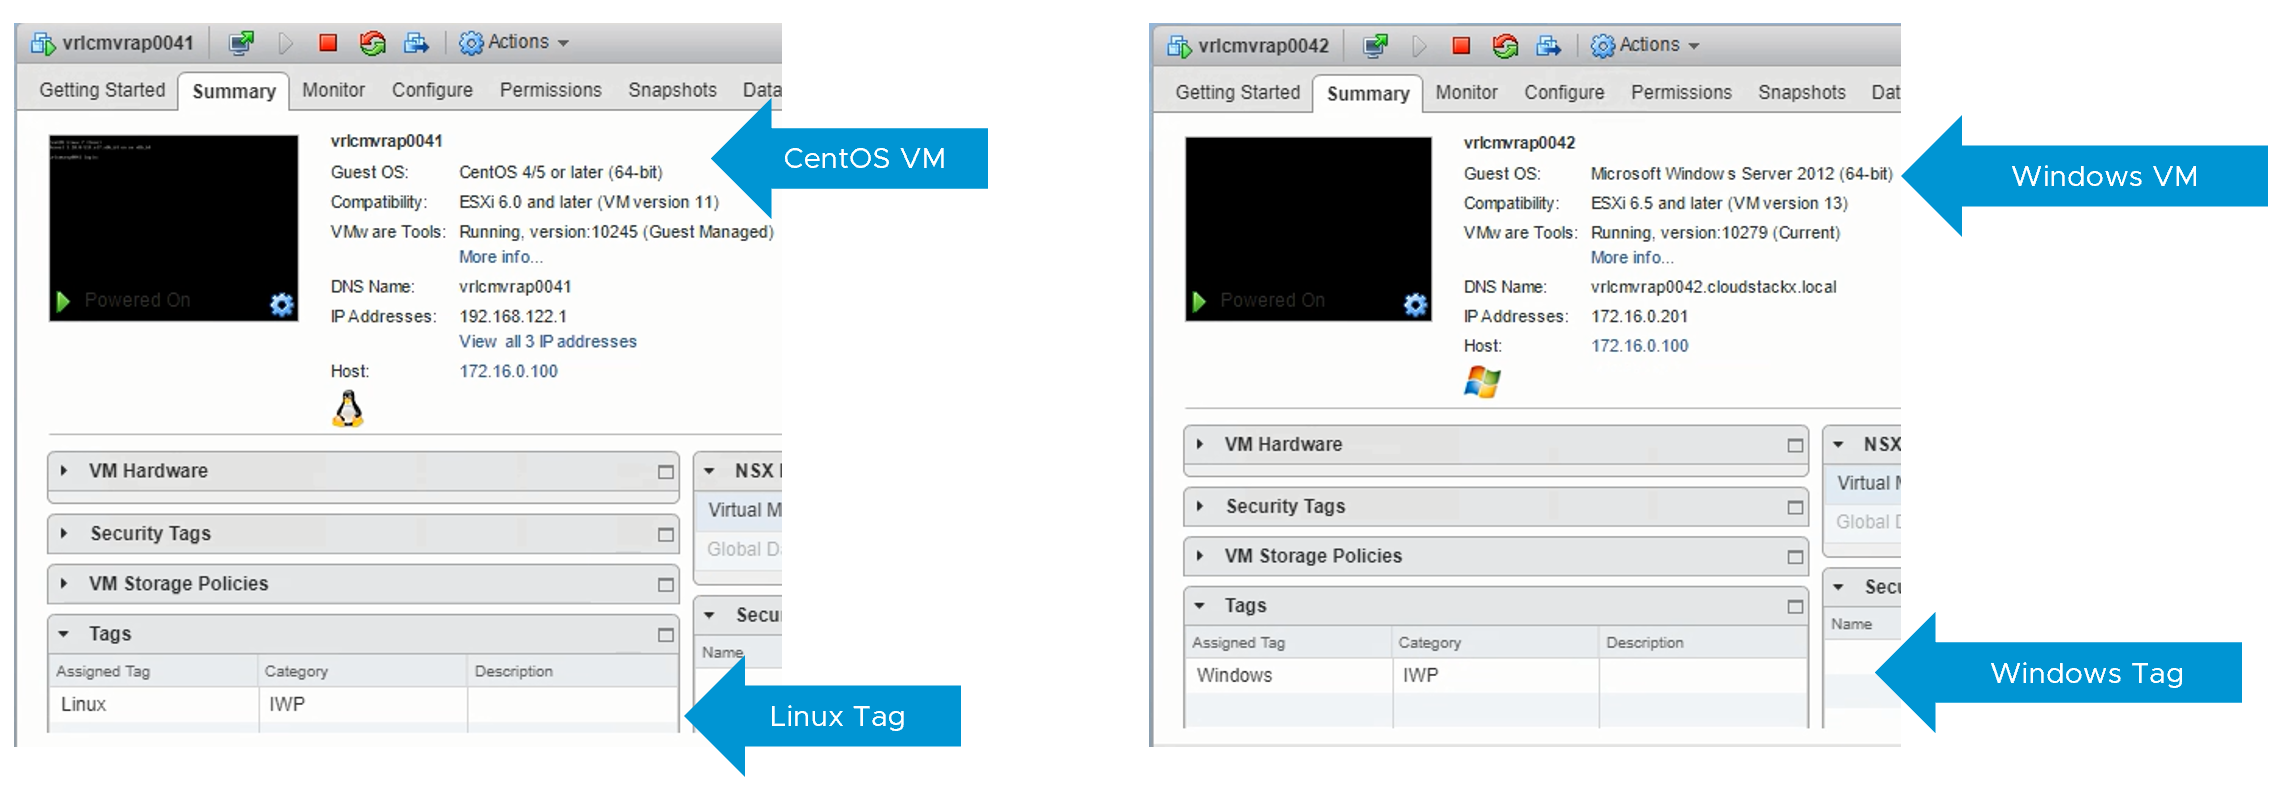 vrlcmvrap0041 Actions
Getting Started Summary Monitor Configure Permissions Snapshots Data
vrlcmvrap0041
Guest OS: CentOS 4/5 or later (64-bit)
Compatibility: ESXi 6.0 and later (VM version 11)
VMware Tools: Running, version:10245 (Guest Managed)
More info...
DNS Name: vrlcmvrap0041
IP Addresses: 192.168.122.1
View all 3 IP addresses
Host: 172.16.0.100
Powered On
CentOS VM
VM Hardware
Security Tags
VM Storage Policies
Tags
Assigned Tag Category Description
Linux IWP
NSX
Virtual M
Global D
Secu
Name
Linux Tag
vrlcmvrap0042 Actions
Getting Started Summary Monitor Configure Permissions Snapshots Dat
vrlcmvrap0042
Guest OS: Microsoft Windows Server 2012 (64-bit)
Compatibility: ESXi 6.5 and later (VM version 13)
VMware Tools: Running, version:10279 (Current)
More info...
DNS Name: vrlcmvrap0042.cloudstackx.local
IP Addresses: 172.16.0.201
Host: 172.16.0.100
Powered On
Windows VM
VM Hardware
Security Tags
VM Storage Policies
Tags
Assigned Tag Category Description
Windows IWP
NSX
Virtual
Global
Secu
Name
Windows Tag